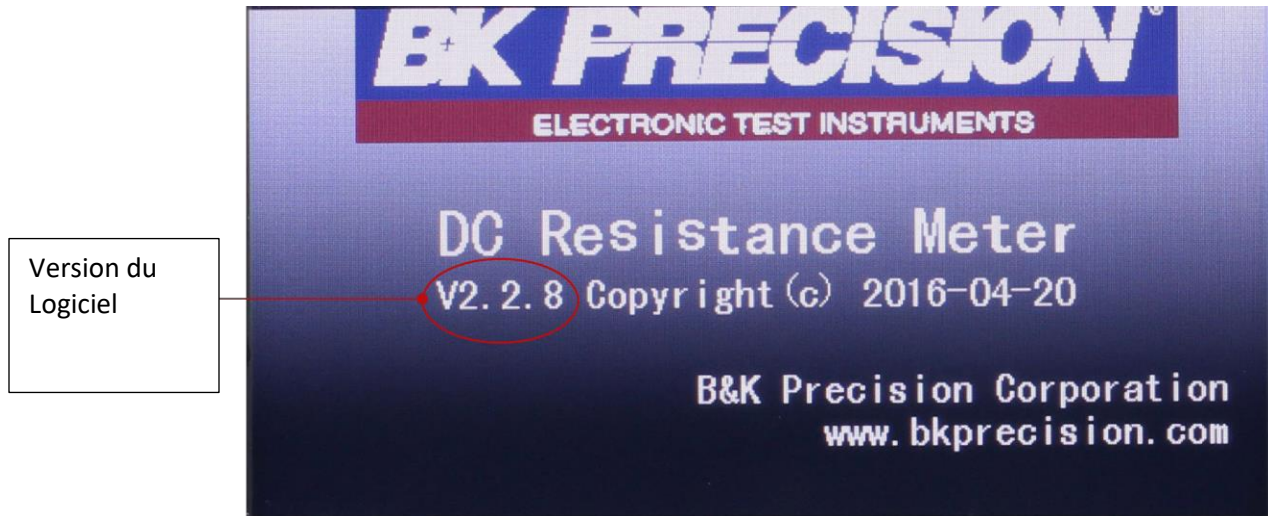 B+K PRECISION®
ELECTRONIC TEST INSTRUMENTS
DC Resistance Meter
Version du
Logiciel
V2.2.8 Copyright(c) 2016-04-20
B&K Precision Corporation
www.bkprecision.com